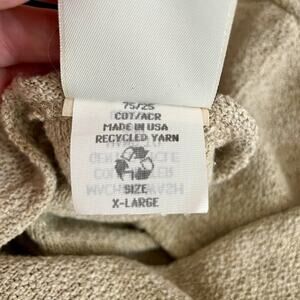 75/25
COT/ACR
MADE IN USA
RECYCLED YARN
SIZE
X-LARGE